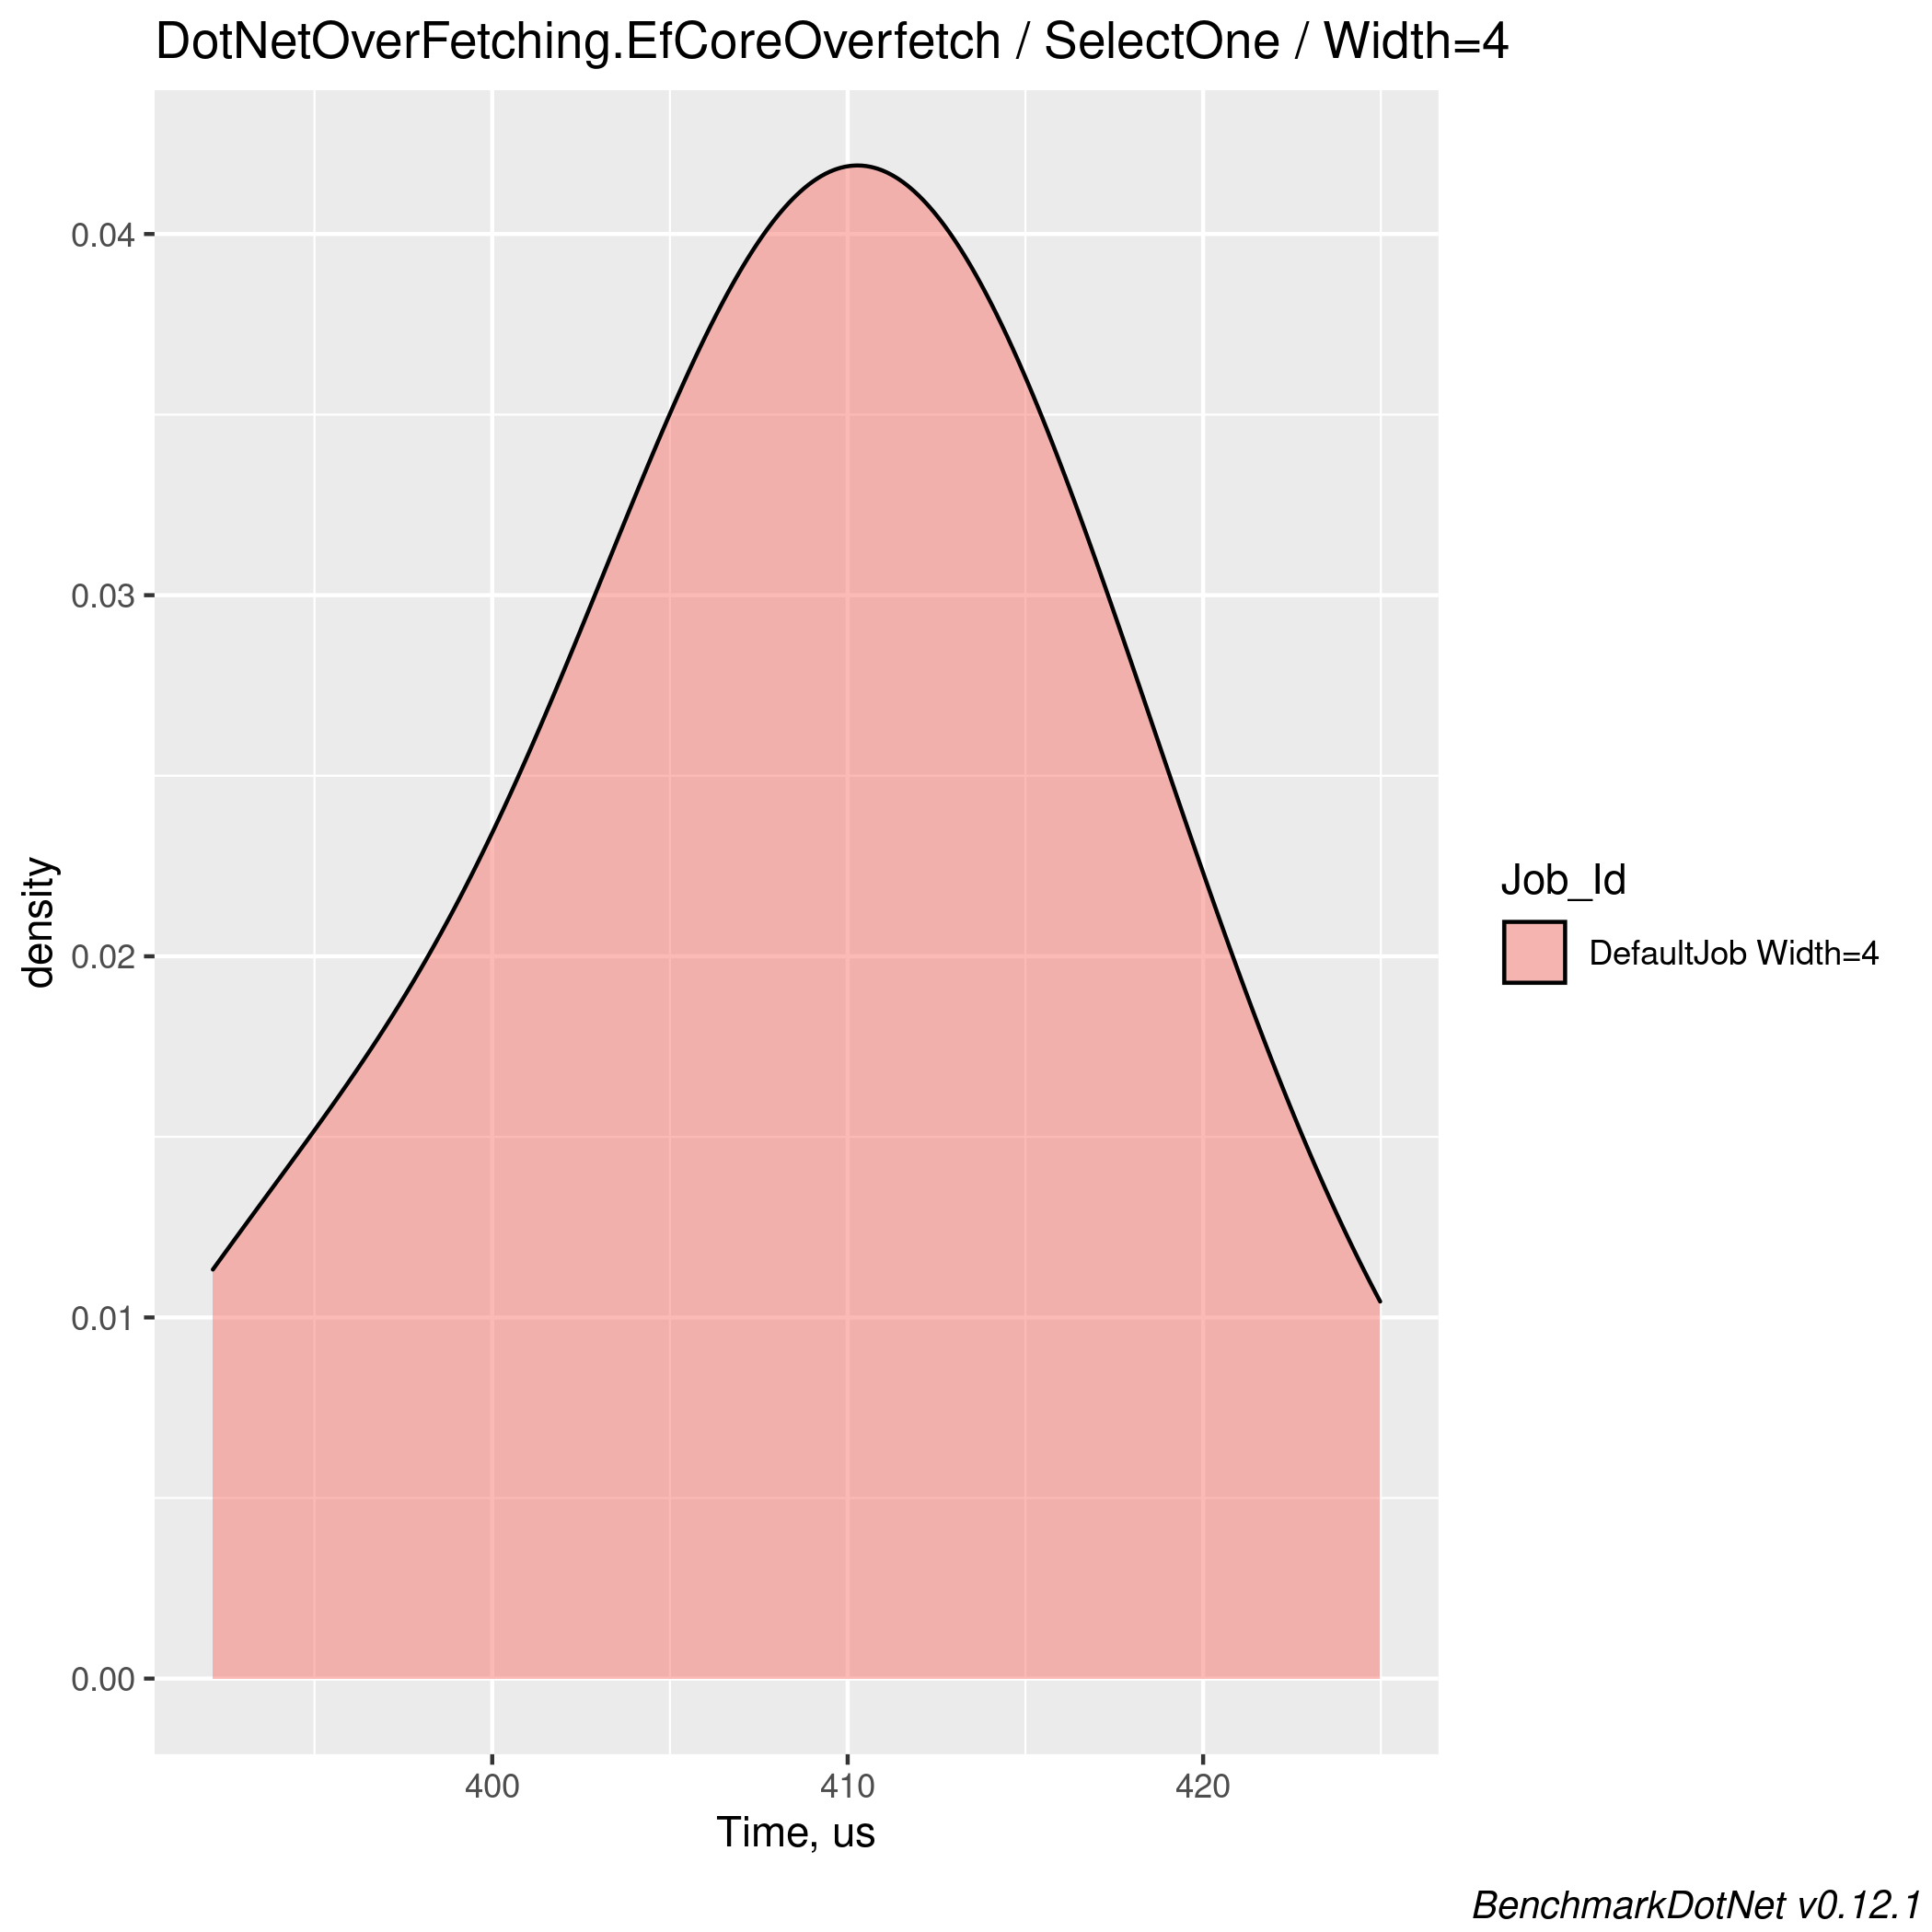 DotNetOverFetching.EfCoreOverfetch / SelectOne / Width=4
density
0.04
0.03
0.02
0.01
0.00
400 410 420
Time, us
Job_Id
DefaultJob Width=4
BenchmarkDotNet v0.12.1